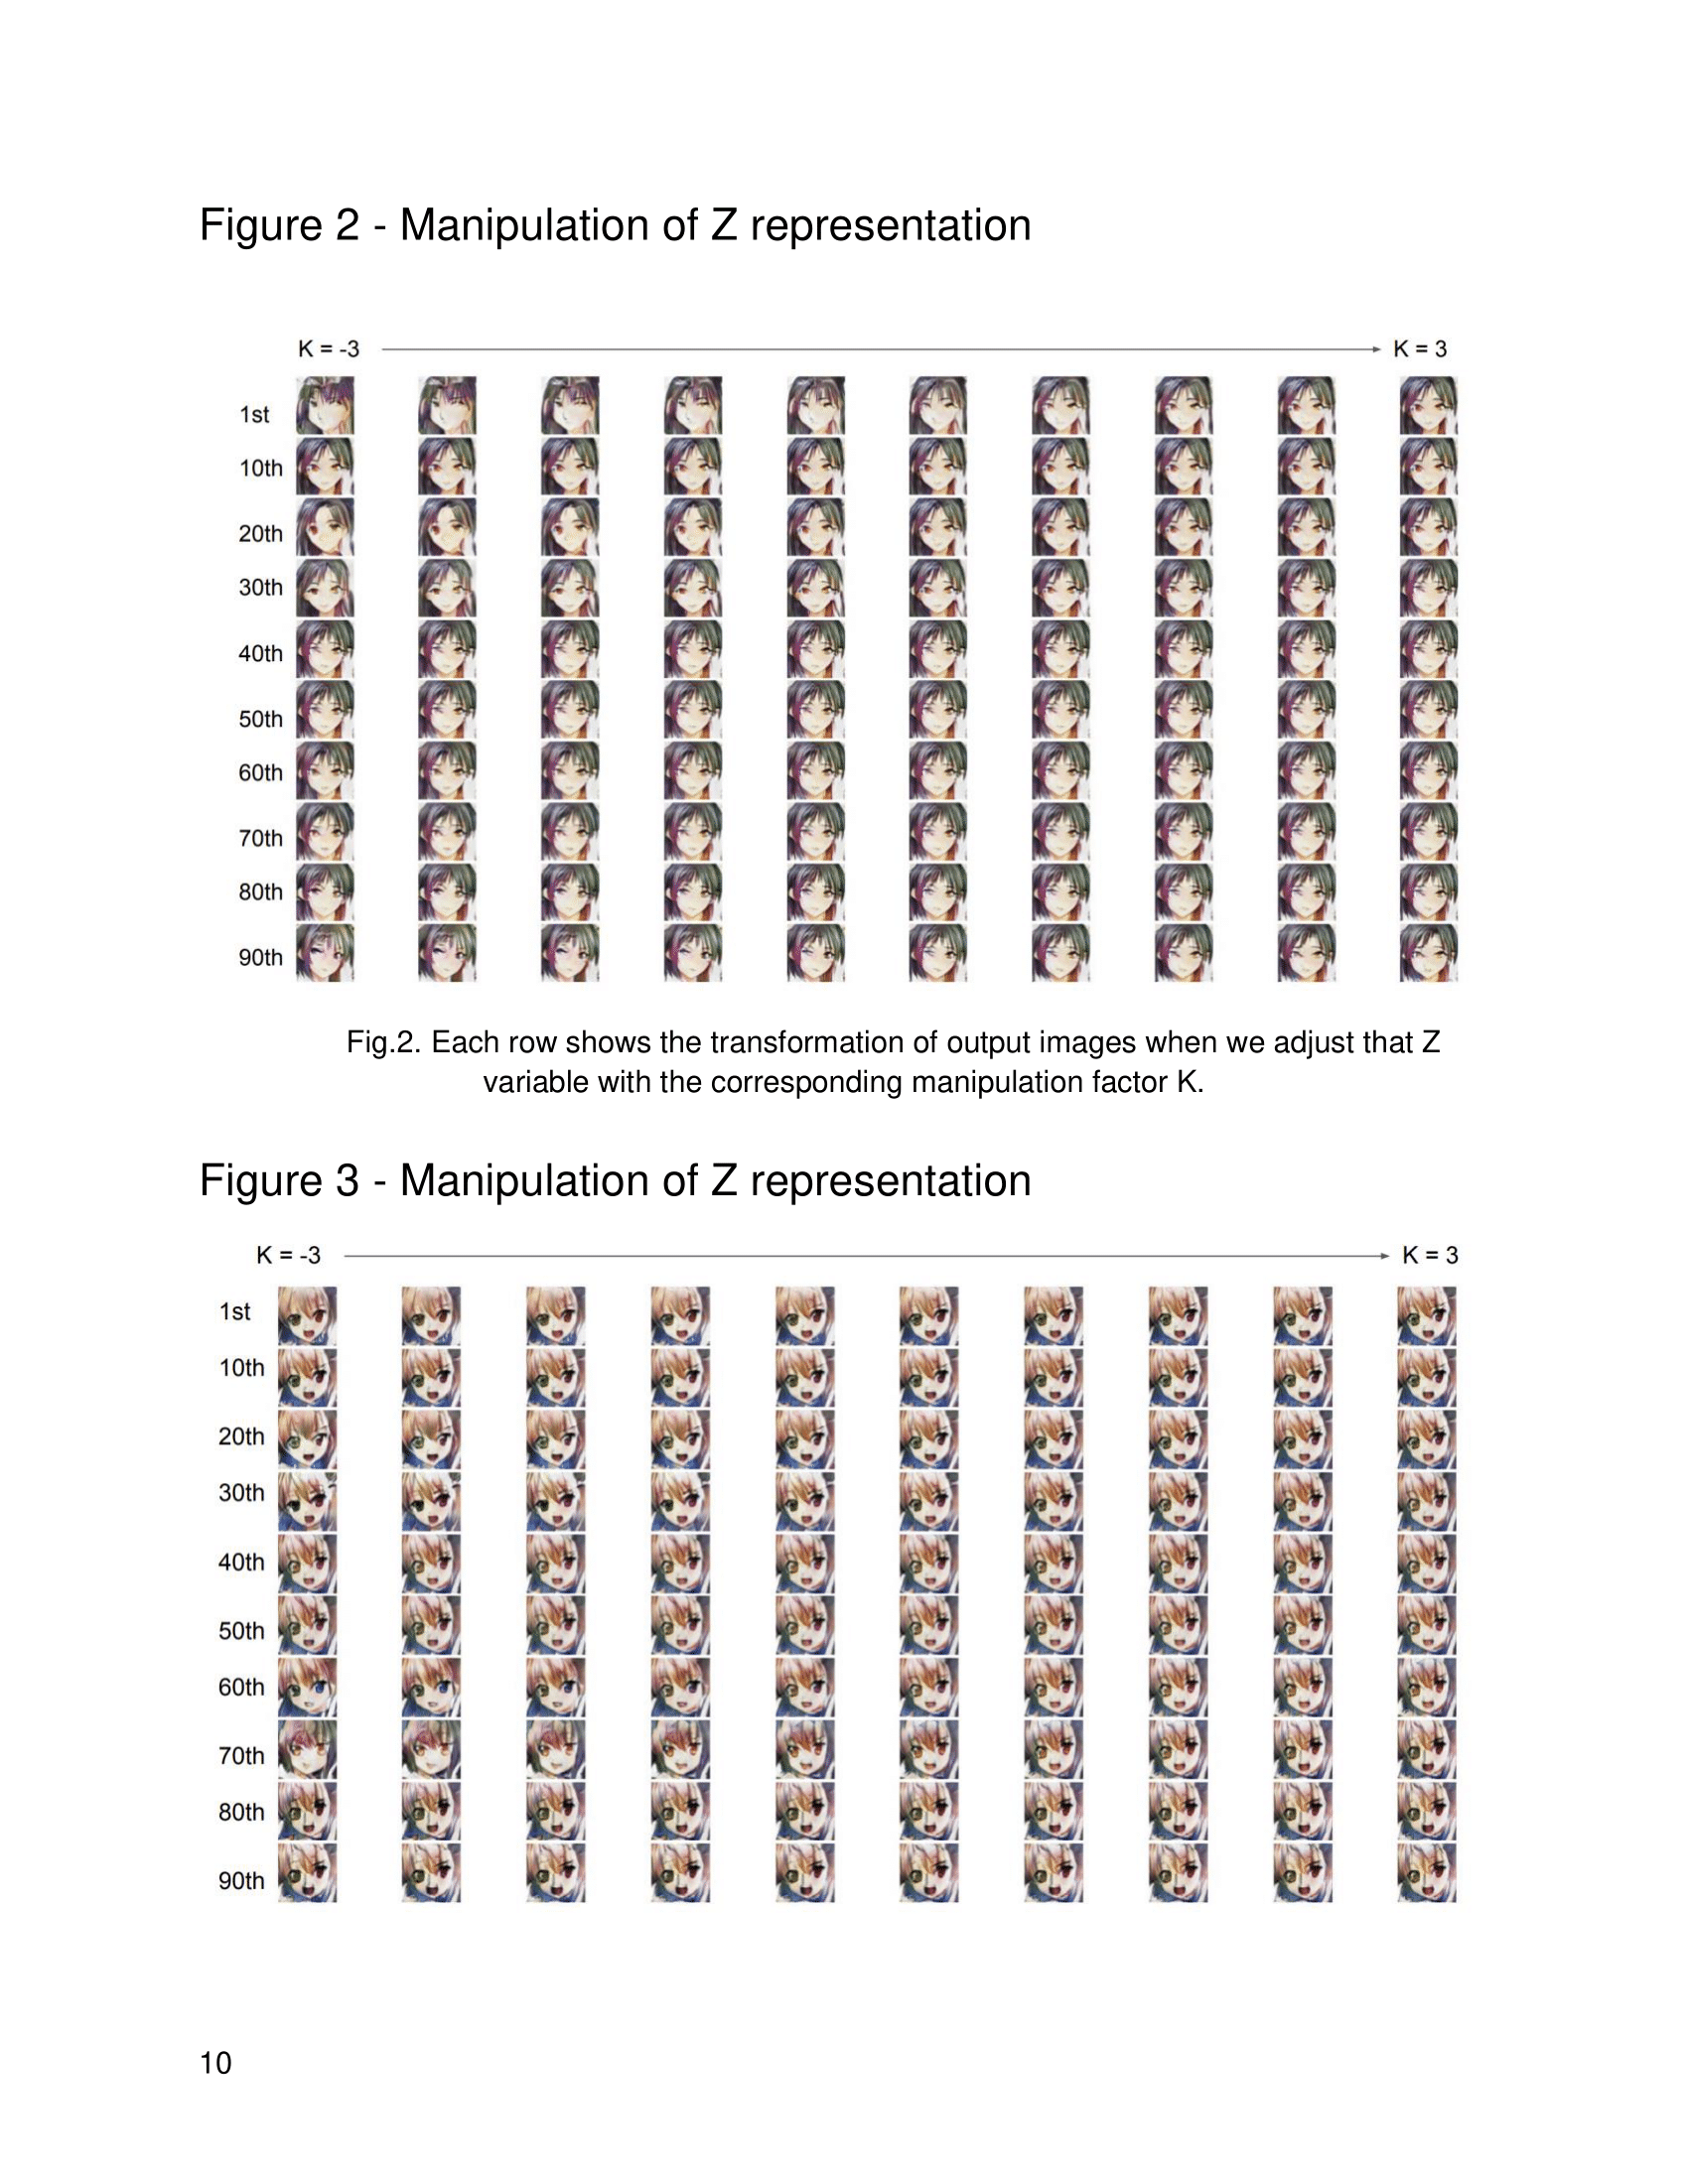 Figure 2 - Manipulation of Z representation
K = -3 K = 3
1st
10th
20th
30th
40th
50th
60th
70th
80th
90th
Fig.2. Each row shows the transformation of output images when we adjust that Z
variable with the corresponding manipulation factor K.
Figure 3 - Manipulation of Z representation
K = -3 K = 3
1st
10th
20th
30th
40th
50th
60th
70th
80th
90th
10